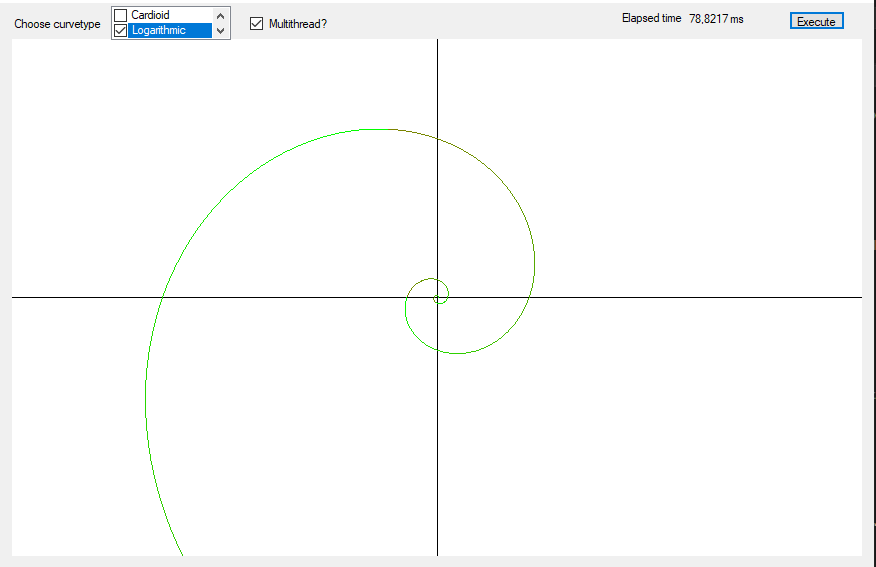 Choose curvetype
Cardioid
Logarithmic
Multithread?
Elapsed time 78,8217 ms
Execute